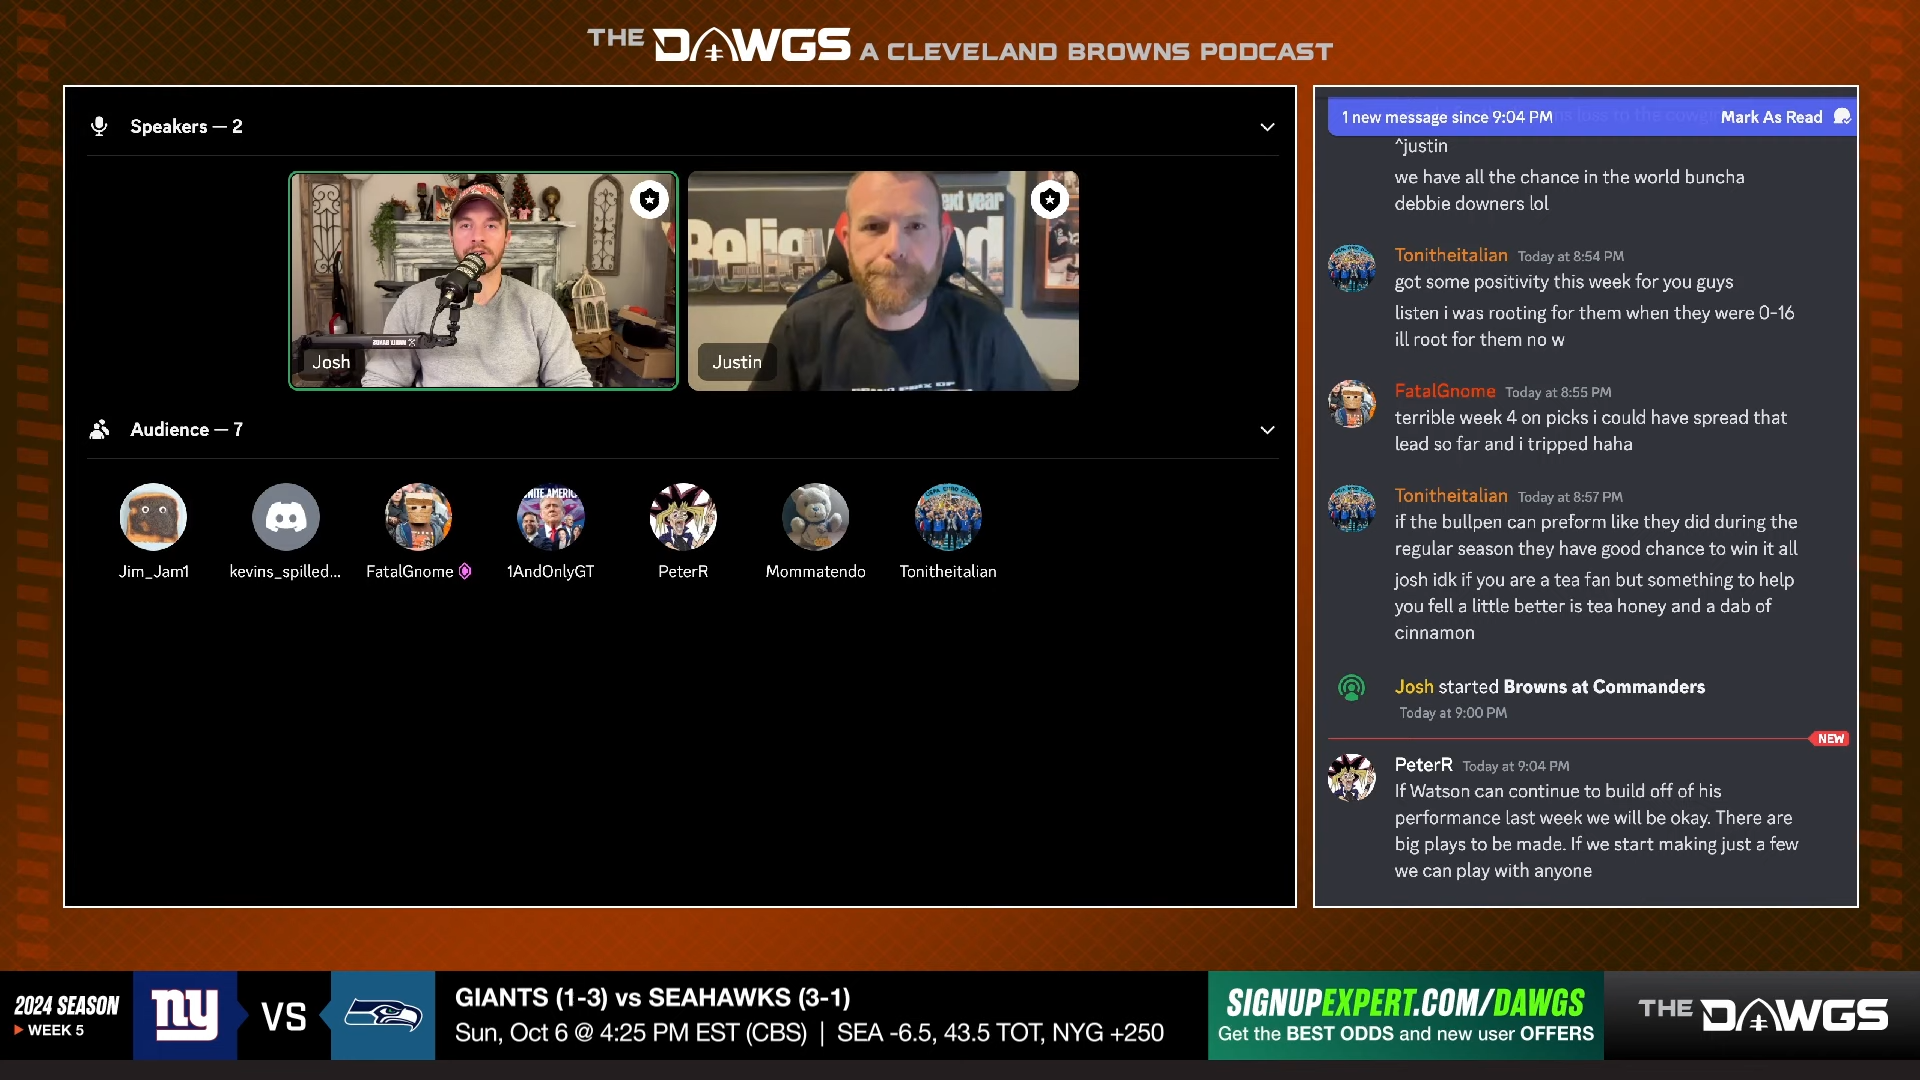 THE DAWGS A CLEVELAND BROWNS PODCAST
Speakers — 2
ext year
Josh
Justin
Audience — 7
NITE AMERIC
Jim_Jam1
kevins_spilled...
FatalGnome
1AndOnlyGT
PeterR
Mommatendo
Tonitheitalian
1 new message since 9:04 PM
Mark As Read
^justin
we have all the chance in the world buncha
debbie downers lol
Tonitheitalian Today at 8:54 PM
got some positivity this week for you guys
listen i was rooting for them when they were 0-16
ill root for them no w
FatalGnome Today at 8:55 PM
terrible week 4 on picks i could have spread that
lead so far and i tripped haha
Tonitheitalian Today at 8:57 PM
if the bullpen can preform like they did during the
regular season they have good chance to win it all
josh idk if you are a tea fan but something to help
you fell a little better is tea honey and a dab of
cinnamon
Josh started Browns at Commanders
Today at 9:00 PM
NEW
PeterR Today at 9:04 PM
If Watson can continue to build off of his
performance last week we will be okay. There are
big plays to be made. If we start making just a few
we can play with anyone
2024 SEASON
WEEK 5
ny
VS
GIANTS (1-3) vs SEAHAWKS (3-1)
Sun, Oct 6 @ 4:25 PM EST (CBS) | SEA -6.5, 43.5 TOT, NYG +250
SIGNUPEXPERT.COM/DAWGS
Get the BEST ODDS and new user OFFERS
THE DAWGS